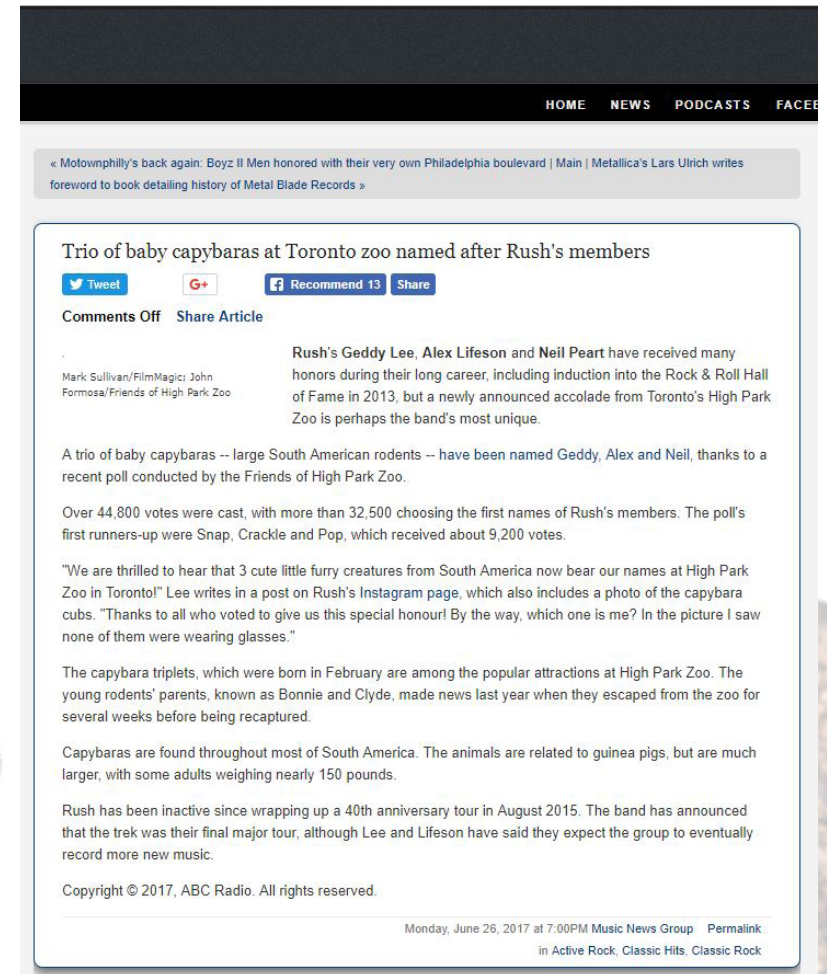 HOME NEWS PODCASTS FACEB
« Motownphilly's back again: Boyz II Men honored with their very own Philadelphia boulevard | Main | Metallica's Lars Ulrich writes
foreword to book detailing history of Metal Blade Records »
Trio of baby capybaras at Toronto zoo named after Rush's members
Tweet G+ Recommend 13 Share
Comments Off Share Article
Mark Sullivan/FilmMagic; John
Formosa/Friends of High Park Zoo
Rush's Geddy Lee, Alex Lifeson and Neil Peart have received many
honors during their long career, including induction into the Rock & Roll Hall
of Fame in 2013, but a newly announced accolade from Toronto's High Park
Zoo is perhaps the band's most unique.
A trio of baby capybaras -- large South American rodents -- have been named Geddy, Alex and Neil, thanks to a
recent poll conducted by the Friends of High Park Zoo.
Over 44,800 votes were cast, with more than 32,500 choosing the first names of Rush's members. The poll's
first runners-up were Snap, Crackle and Pop, which received about 9,200 votes.
"We are thrilled to hear that 3 cute little furry creatures from South America now bear our names at High Park
Zoo in Toronto!" Lee writes in a post on Rush's Instagram page, which also includes a photo of the capybara
cubs. "Thanks to all who voted to give us this special honour! By the way, which one is me? In the picture I saw
none of them were wearing glasses."
The capybara triplets, which were born in February are among the popular attractions at High Park Zoo. The
young rodents' parents, known as Bonnie and Clyde, made news last year when they escaped from the zoo for
several weeks before being recaptured.
Capybaras are found throughout most of South America. The animals are related to guinea pigs, but are much
larger, with some adults weighing nearly 150 pounds.
Rush has been inactive since wrapping up a 40th anniversary tour in August 2015. The band has announced
that the trek was their final major tour, although Lee and Lifeson have said they expect the group to eventually
record more new music.
Copyright © 2017, ABC Radio. All rights reserved.
Monday, June 26, 2017 at 7:00PM Music News Group Permalink
in Active Rock, Classic Hits, Classic Rock